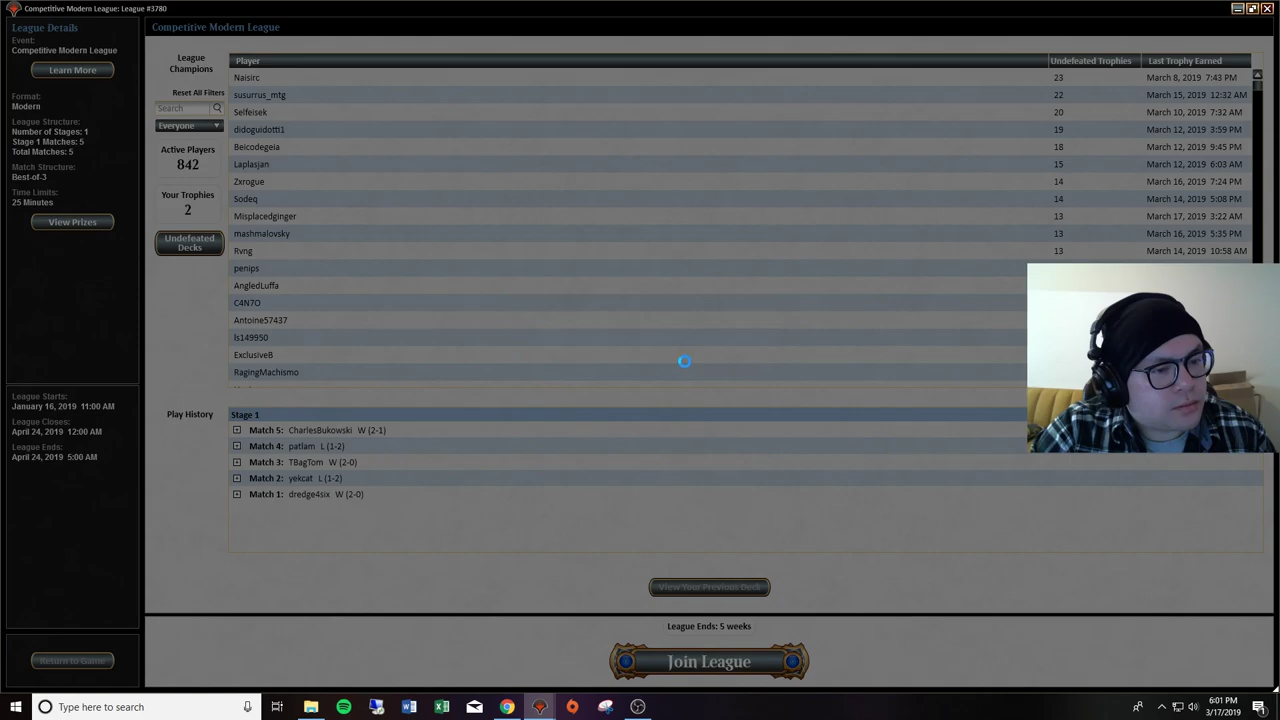 Competitive Modern League: League #3780
League Details
Event:
Competitive Modern League
Learn More
Format:
Modern
League Structure:
Number of Stages: 1
Stage 1 Matches: 5
Total Matches: 5
Match Structure:
Best-of-3
Time Limits:
25 Minutes
View Prizes
League Starts:
January 16, 2019 11:00 AM
League Closes:
April 24, 2019 12:00 AM
League Ends:
April 24, 2019 5:00 AM
Return to Game
Competitive Modern League
League Champions
Reset All Filters
Search
Everyone
Active Players
842
Your Trophies
2
Undefeated Decks
Player Undefeated Trophies Last Trophy Earned
Naisirc 23 March 8, 2019 7:43 PM
susurrus_mtg 22 March 15, 2019 12:32 AM
Selfeisek 20 March 10, 2019 7:32 AM
didoguidotti1 19 March 12, 2019 3:59 PM
Beicodegeia 18 March 12, 2019 9:45 PM
Laplasjan 15 March 12, 2019 6:03 AM
Zxrogue 14 March 16, 2019 7:24 PM
Sodeq 14 March 14, 2019 5:08 PM
Misplacedginger 13 March 17, 2019 3:22 AM
mashmalovsky 13 March 16, 2019 5:35 PM
Rvng 13 March 14, 2019 10:58 AM
penips
AngledLuffa
C4N7O
Antoine57437
ls149950
ExclusiveB
RagingMachismo
Play History
Stage 1
Match 5: CharlesBukowski W (2-1)
Match 4: patlam L (1-2)
Match 3: TBagTom W (2-0)
Match 2: yekcat L (1-2)
Match 1: dredge4six W (2-0)
View Your Previous Deck
League Ends: 5 weeks
Join League
Type here to search
6:01 PM
3/17/2019